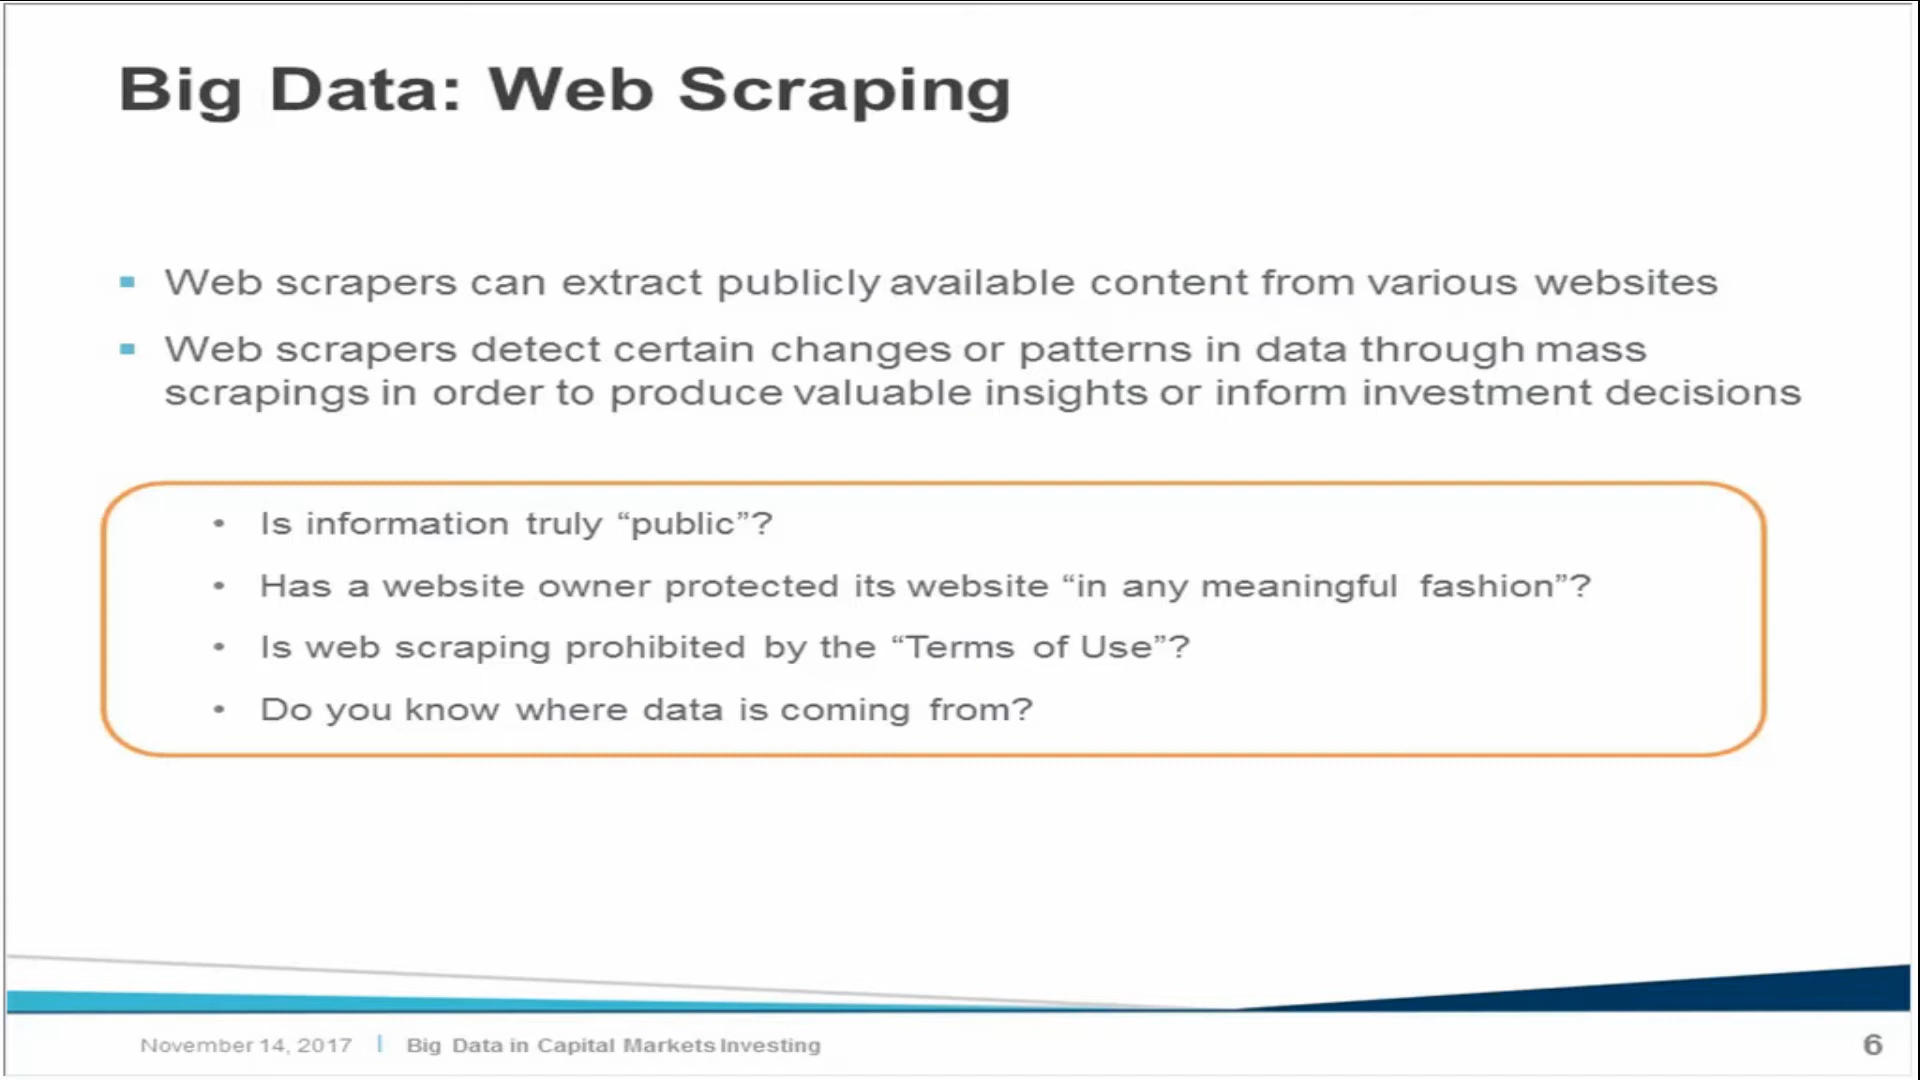 Big Data: Web Scraping
Web scrapers can extract publicly available content from various websites
Web scrapers detect certain changes or patterns in data through mass
scrapings in order to produce valuable insights or inform investment decisions
• Is information truly “public”?
• Has a website owner protected its website “in any meaningful fashion”?
• Is web scraping prohibited by the “Terms of Use”?
• Do you know where data is coming from?
November 14, 2017 | Big Data in Capital Markets Investing 6